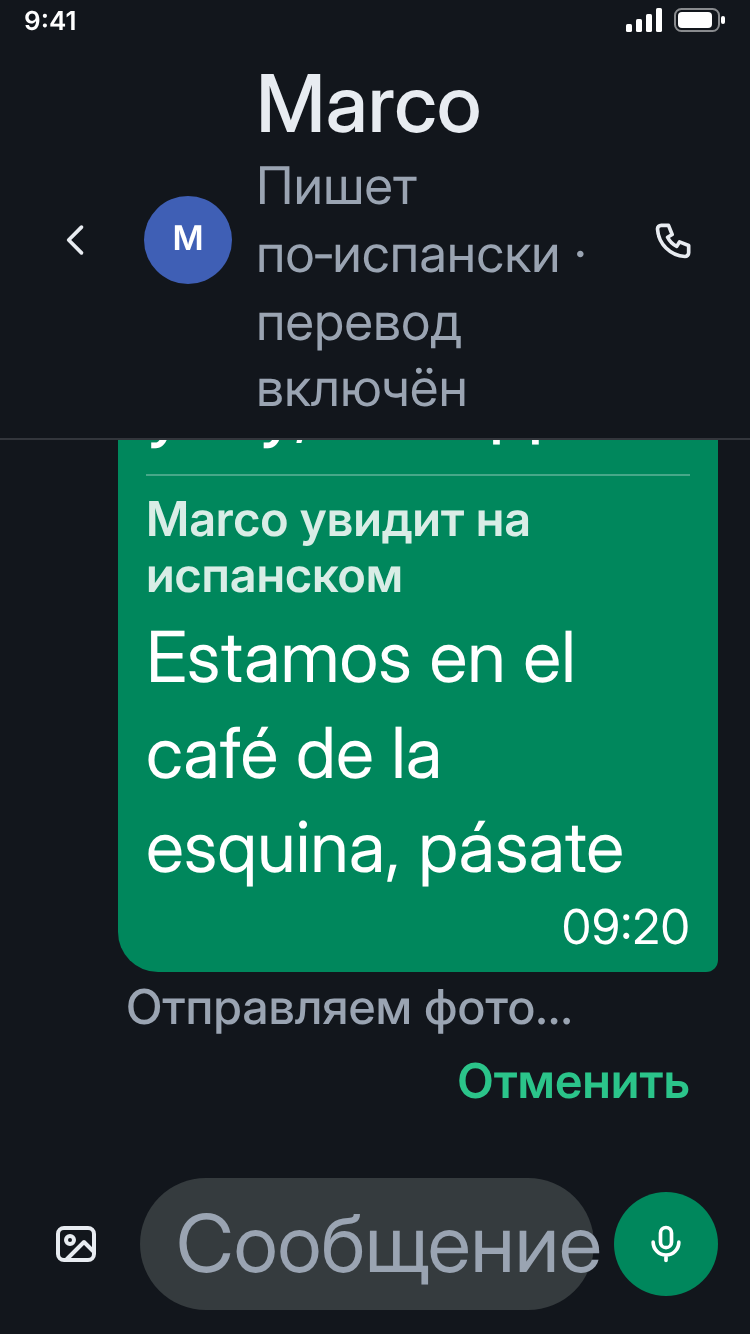 9:41
Marco
Пишет
по-испански ·
перевод
включён
M
Marco увидит на
испанском
Estamos en el
café de la
esquina, pásate
09:20
Отправляем фото...
Отменить
Сообщение